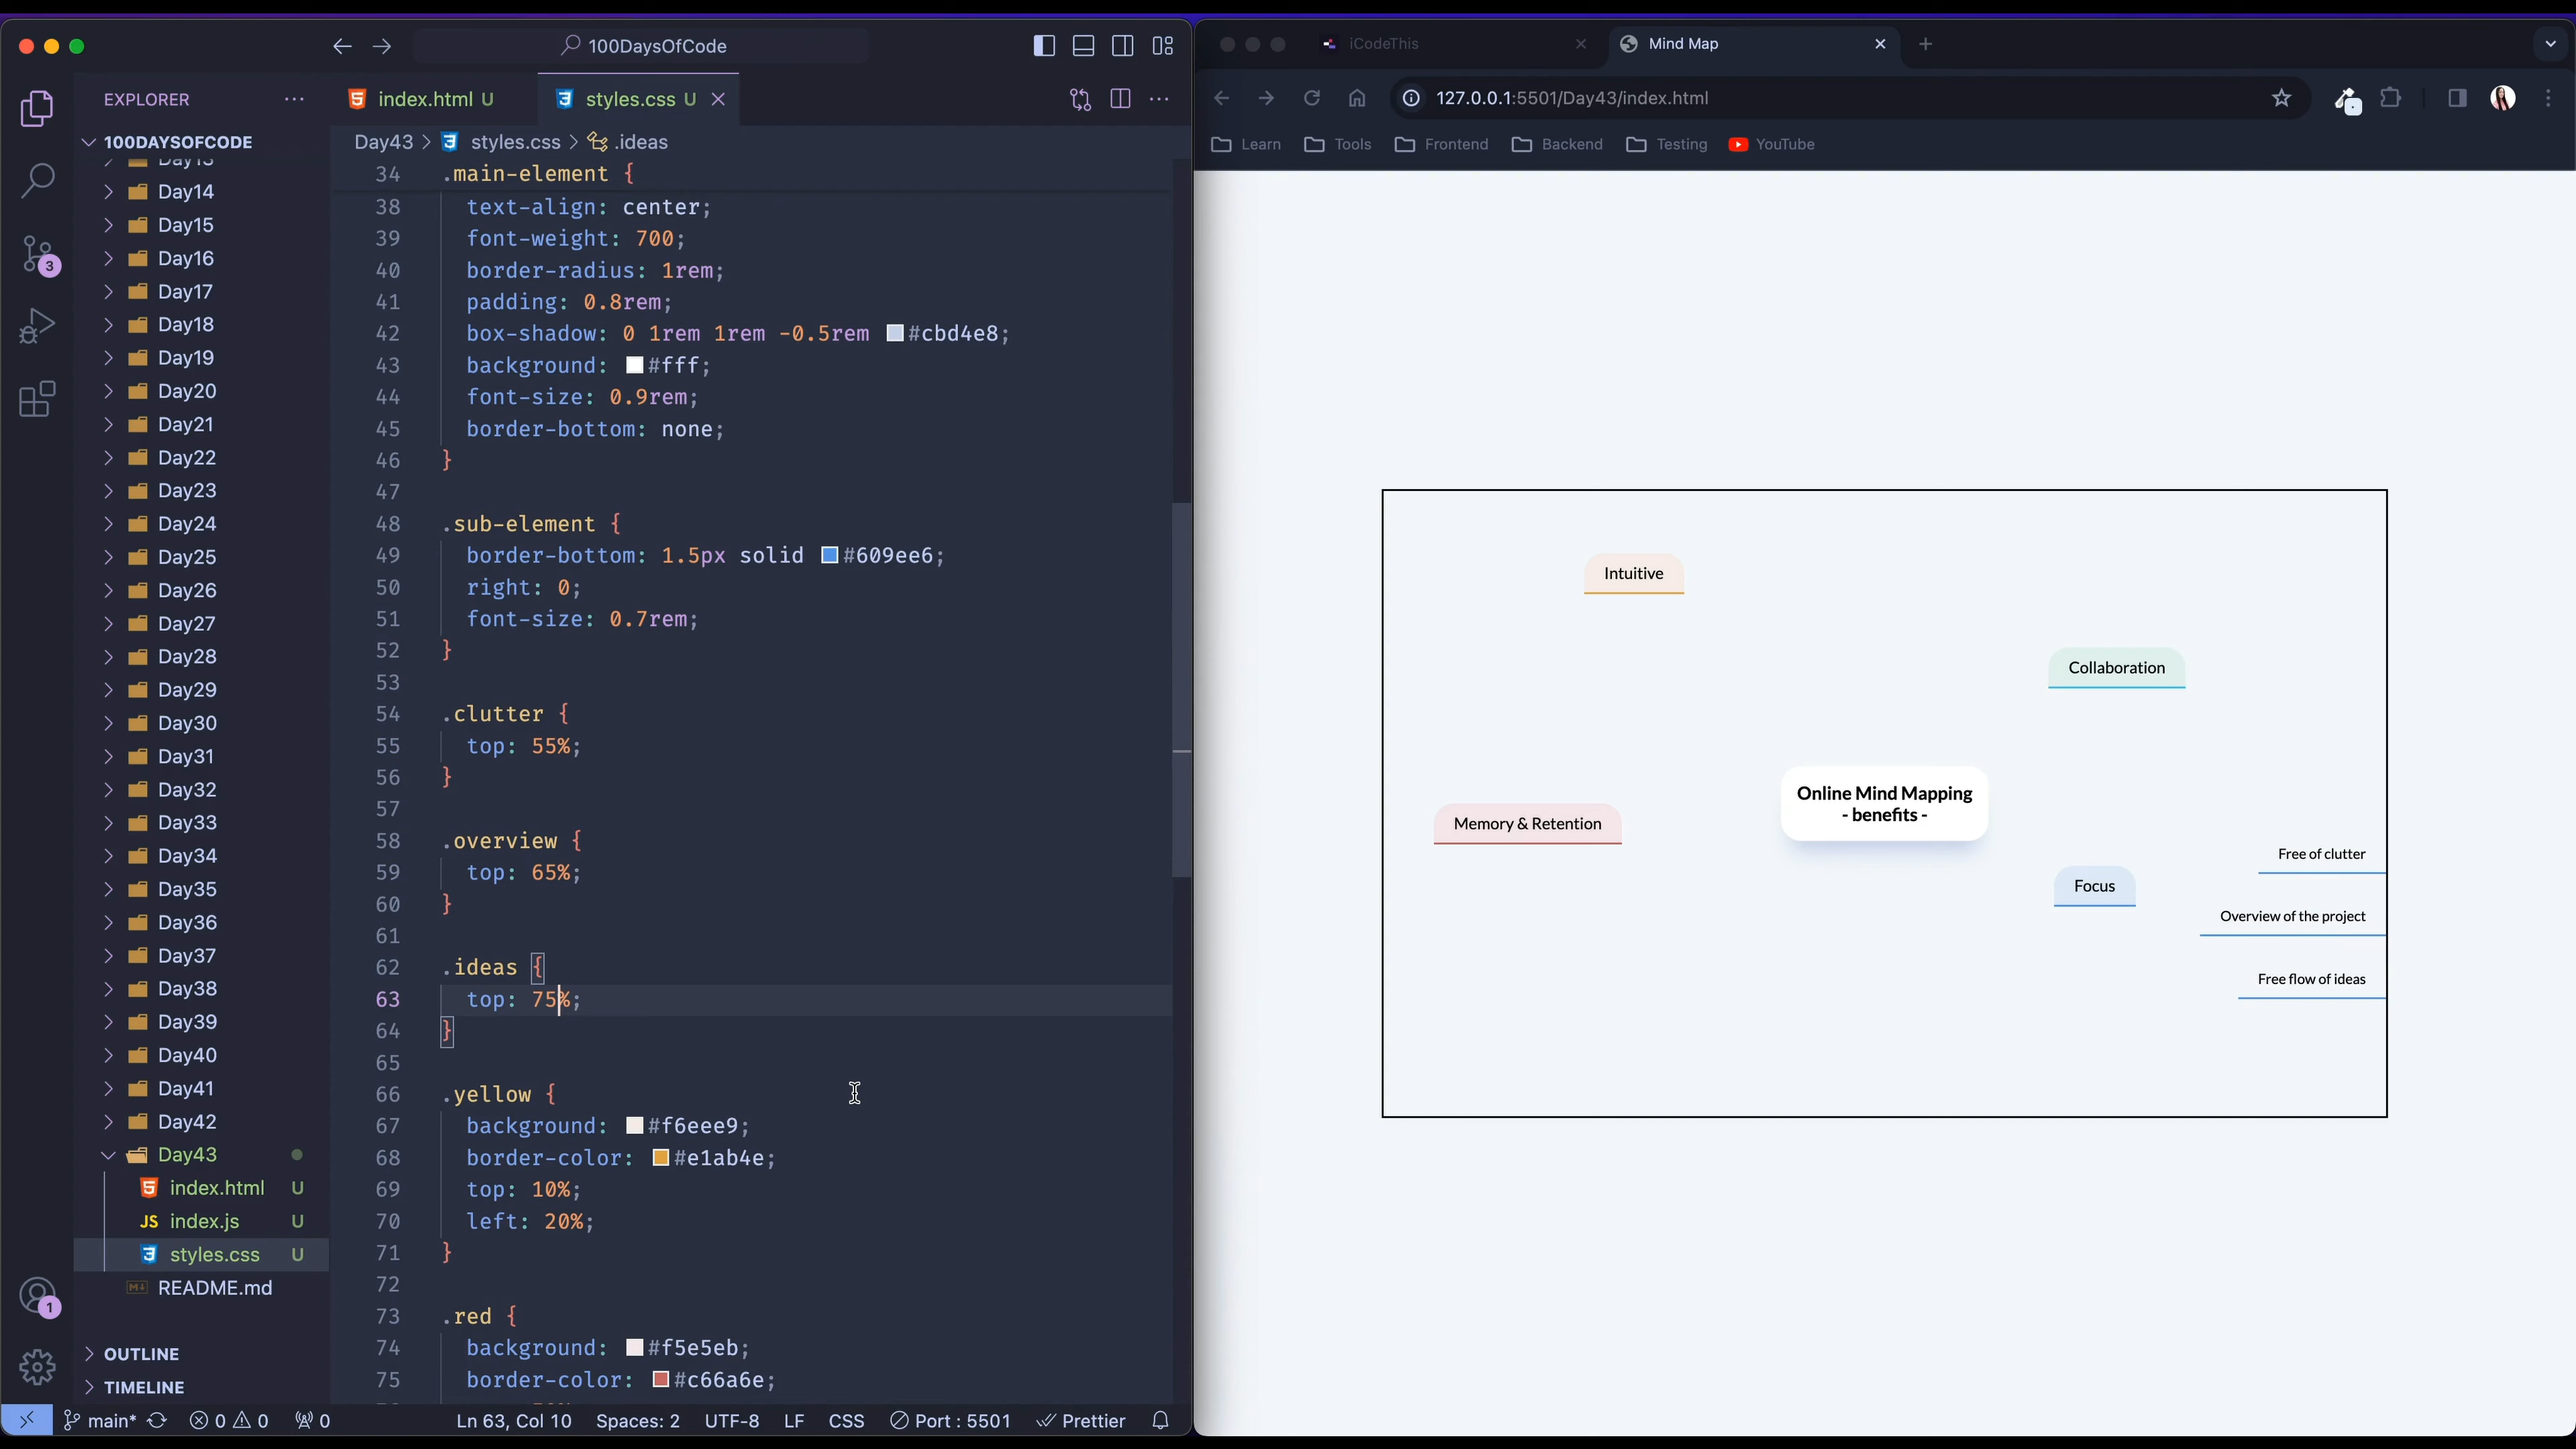 100DaysOfCode
EXPLORER
100DAYSOFCODE
Day13
Day14
Day15
Day16
Day17
Day18
Day19
Day20
Day21
Day22
Day23
Day24
Day25
Day26
Day27
Day28
Day29
Day30
Day31
Day32
Day33
Day34
Day35
Day36
Day37
Day38
Day39
Day40
Day41
Day42
Day43
index.html U
JS index.js U
styles.css U
README.md
OUTLINE
TIMELINE
3
1
index.html U
styles.css U
Day43 > styles.css > .ideas
34 .main-element {
38 text-align: center;
39 font-weight: 700;
40 border-radius: 1rem;
41 padding: 0.8rem;
42 box-shadow: 0 1rem 1rem -0.5rem #cbd4e8;
43 background: #fff;
44 font-size: 0.9rem;
45 border-bottom: none;
46 }
47
48 .sub-element {
49 border-bottom: 1.5px solid #609ee6;
50 right: 0;
51 font-size: 0.7rem;
52 }
53
54 .clutter {
55 top: 55%;
56 }
57
58 .overview {
59 top: 65%;
60 }
61
62 .ideas {
63 top: 75%;
64 }
65
66 .yellow {
67 background: #f6eee9;
68 border-color: #e1ab4e;
69 top: 10%;
70 left: 20%;
71 }
72
73 .red {
74 background: #f5e5eb;
75 border-color: #c66a6e;
main* 0 0 0 Ln 63, Col 10 Spaces: 2 UTF-8 LF CSS Port : 5501 Prettier
iCodeThis
Mind Map
127.0.0.1:5501/Day43/index.html
Learn Tools Frontend Backend Testing YouTube
Intuitive
Collaboration
Online Mind Mapping
- benefits -
Memory & Retention
Free of clutter
Focus
Overview of the project
Free flow of ideas